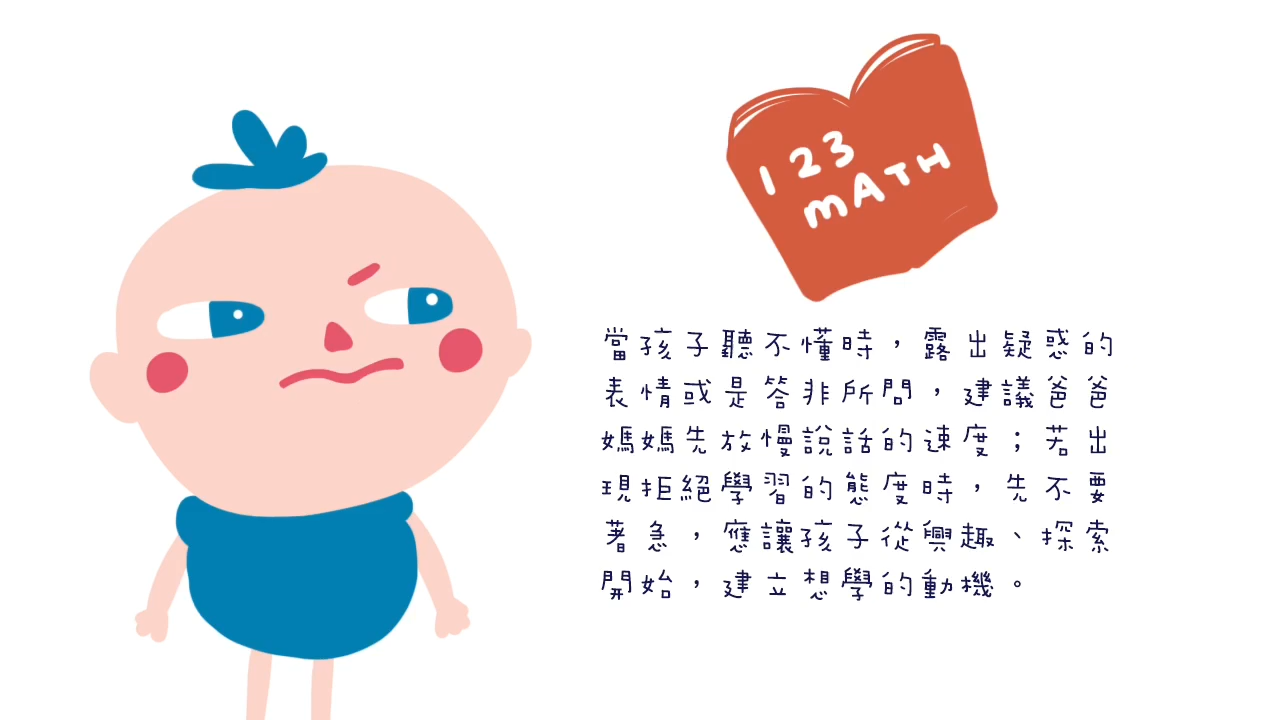 123
MATH
當孩子聽不懂時，露出疑惑的
表情或是答非所問，建議爸爸
媽媽先放慢說話的速度；若出
現拒絕學習的態度時，先不要
著急，應讓孩子從興趣、探索
開始，建立想學的動機。